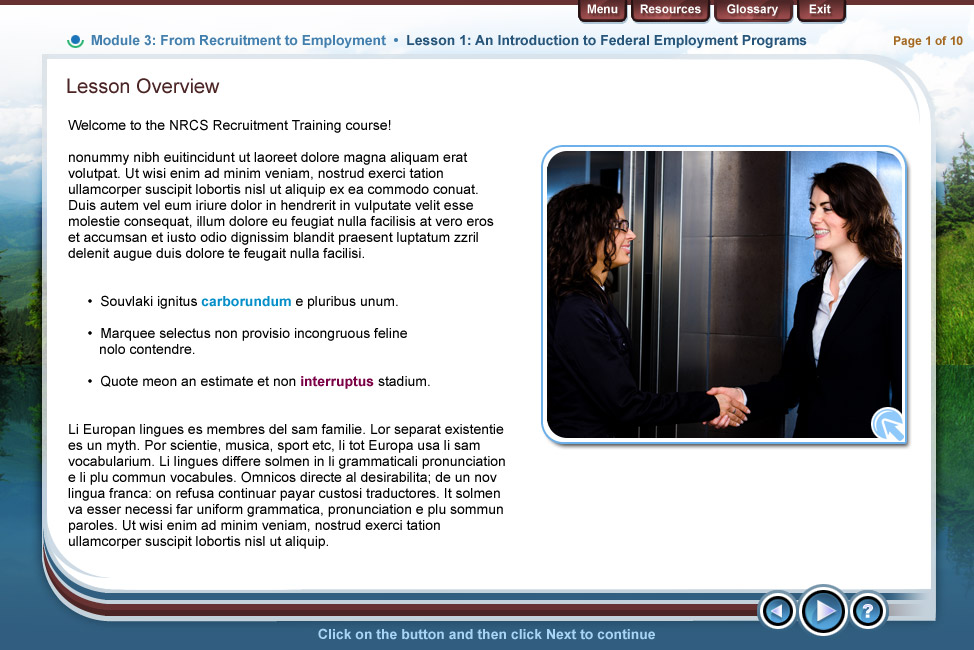 Menu Resources Glossary Exit
Module 3: From Recruitment to Employment • Lesson 1: An Introduction to Federal Employment Programs
Page 1 of 10
Lesson Overview
Welcome to the NRCS Recruitment Training course!
nonummy nibh euitincidunt ut laoreet dolore magna aliquam erat
volutpat. Ut wisi enim ad minim veniam, nostrud exerci tation
ullamcorper suscipit lobortis nisl ut aliquip ex ea commodo conuat.
Duis autem vel eum iriure dolor in hendrerit in vulputate velit esse
molestie consequat, illum dolore eu feugiat nulla facilisis at vero eros
et accumsan et iusto odio dignissim blandit praesent luptatum zzril
delenit augue duis dolore te feugait nulla facilisi.
• Souvlaki ignitus carborundum e pluribus unum.
• Marquee selectus non provisio incongruous feline
nolo contendre.
• Quote meon an estimate et non interruptus stadium.
Li Europan lingues es membres del sam familie. Lor separat existentie
es un myth. Por scientie, musica, sport etc, li tot Europa usa li sam
vocabularium. Li lingues differe solmen in li grammaticali pronunciation
e li plu commun vocabules. Omnicos directe al desirabilita; de un nov
lingua franca: on refusa continuar payar custosi traductores. It solmen
va esser necessi far uniform grammatica, pronunciation e plu sommun
paroles. Ut wisi enim ad minim veniam, nostrud exerci tation
ullamcorper suscipit lobortis nisl ut aliquip.
?
Click on the button and then click Next to continue